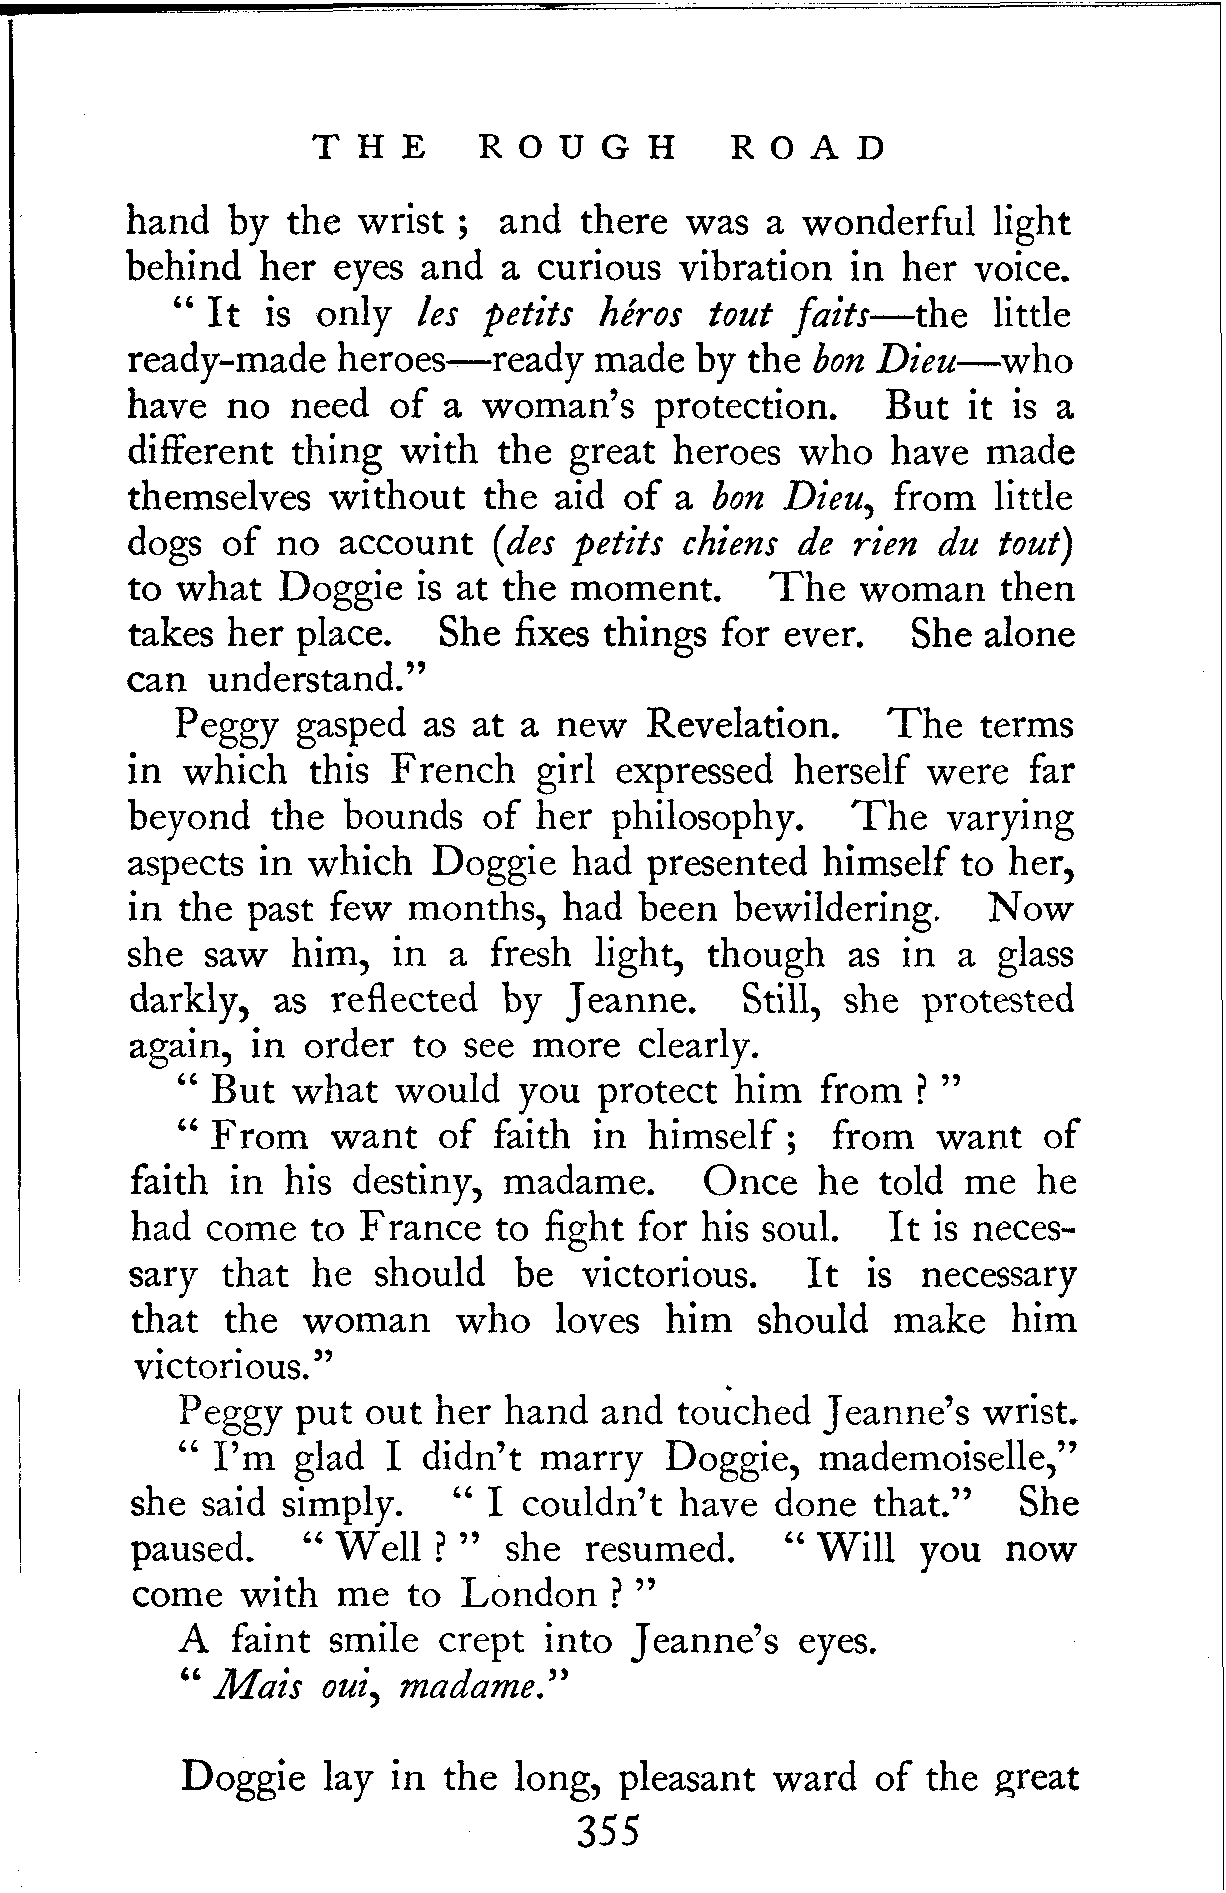 THE ROUGH ROAD
hand by the wrist ; and there was a wonderful light
behind her eyes and a curious vibration in her voice.
“ It is only les petits héros tout faits—the little
ready-made heroes—ready made by the bon Dieu—who
have no need of a woman’s protection. But it is a
different thing with the great heroes who have made
themselves without the aid of a bon Dieu, from little
dogs of no account (des petits chiens de rien du tout)
to what Doggie is at the moment. The woman then
takes her place. She fixes things for ever. She alone
can understand.”
Peggy gasped as at a new Revelation. The terms
in which this French girl expressed herself were far
beyond the bounds of her philosophy. The varying
aspects in which Doggie had presented himself to her,
in the past few months, had been bewildering. Now
she saw him, in a fresh light, though as in a glass
darkly, as reflected by Jeanne. Still, she protested
again, in order to see more clearly.
“ But what would you protect him from ? ”
“ From want of faith in himself ; from want of
faith in his destiny, madame. Once he told me he
had come to France to fight for his soul. It is neces-
sary that he should be victorious. It is necessary
that the woman who loves him should make him
victorious.”
Peggy put out her hand and touched Jeanne’s wrist.
“ I’m glad I didn’t marry Doggie, mademoiselle,”
she said simply. “ I couldn’t have done that.” She
paused. “ Well ? ” she resumed. “ Will you now
come with me to London ? ”
A faint smile crept into Jeanne’s eyes.
“ Mais oui, madame.”
Doggie lay in the long, pleasant ward of the great
355